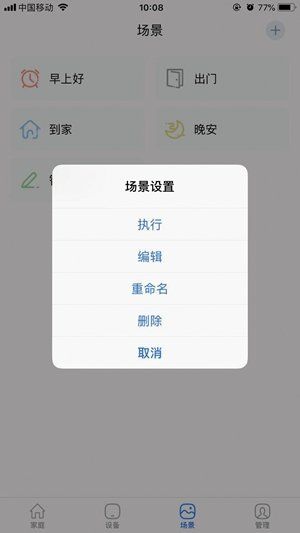 中国移动 10:08 77%
场景
早上好 出门
到家 晚安
场景设置
执行
编辑
重命名
删除
取消
家庭 设备 场景 管理